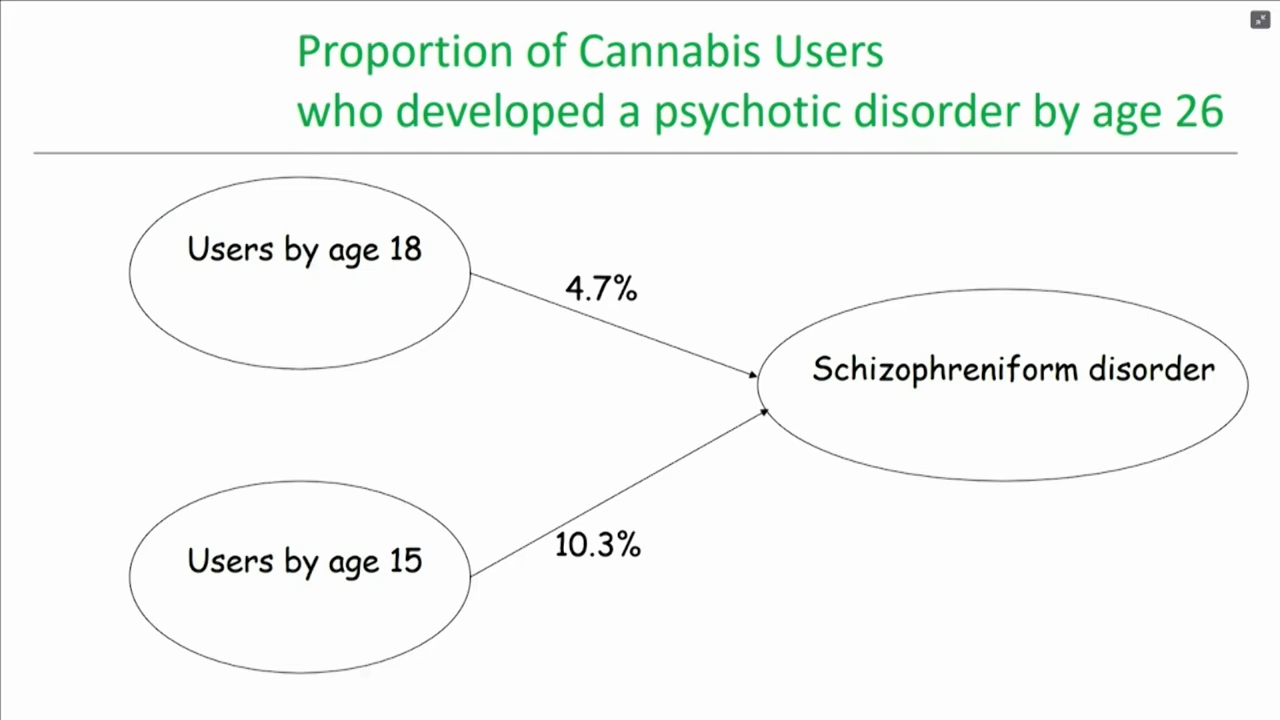 Proportion of Cannabis Users
who developed a psychotic disorder by age 26
Users by age 18
4.7%
Schizophreniform disorder
Users by age 15
10.3%